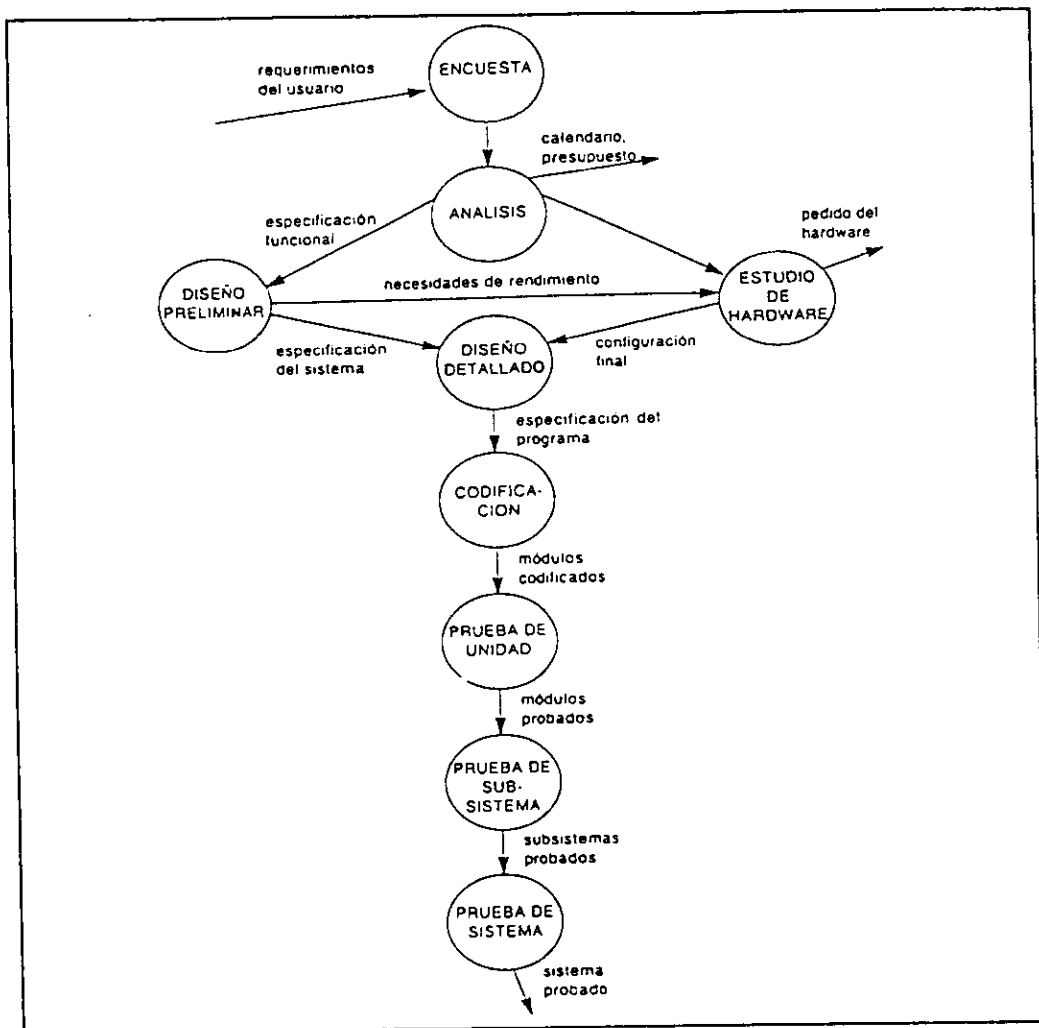 ENCUESTA
requerimientos
del usuario
calendario,
presupuesto
ANALISIS
especificación
funcional
pedido del
hardware
necesidades de rendimiento
DISEÑO
PRELIMINAR
ESTUDIO
DE
HARDWARE
especificación
del sistema
DISEÑO
DETALLADO
configuración
final
especificación del
programa
CODIFICA-
CION
módulos
codificados
PRUEBA DE
UNIDAD
módulos
probados
PRUEBA DE
SUB-
SISTEMA
subsistemas
probados
PRUEBA DE
SISTEMA
sistema
probado